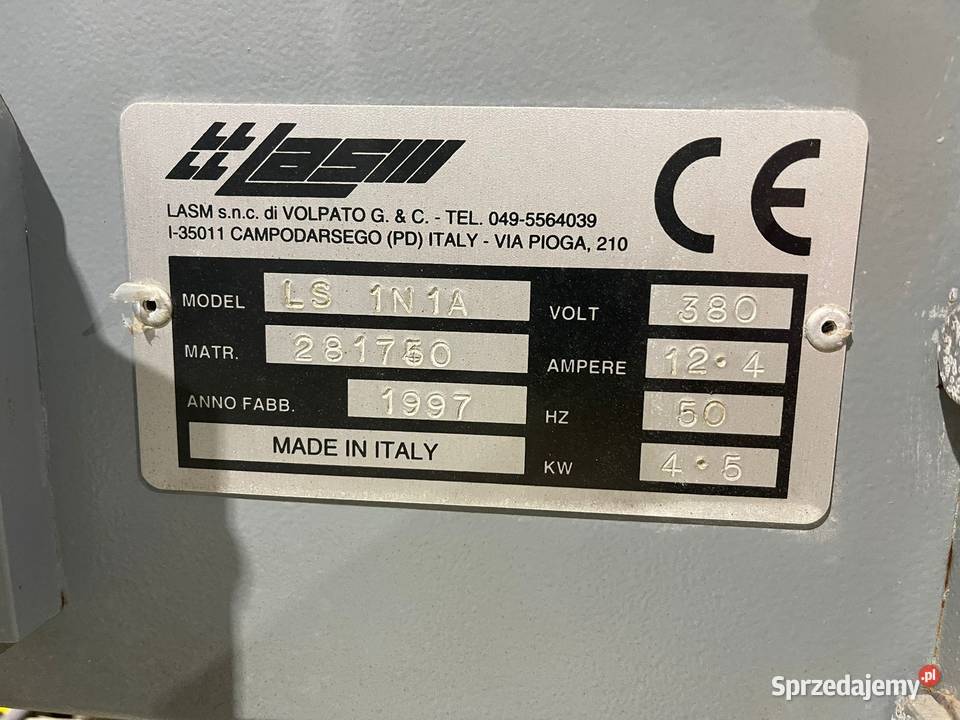 Lasm
CE
LASM s.n.c. di VOLPATO G. & C. - TEL. 049-5564039
I-35011 CAMPODARSEGO (PD) ITALY - VIA PIOGA, 210
MODEL LS 1N1A
MATR. 281750
ANNO FABB. 1997
MADE IN ITALY
VOLT 380
AMPERE 12.4
HZ 50
KW 4.5
Sprzedajemy.pl